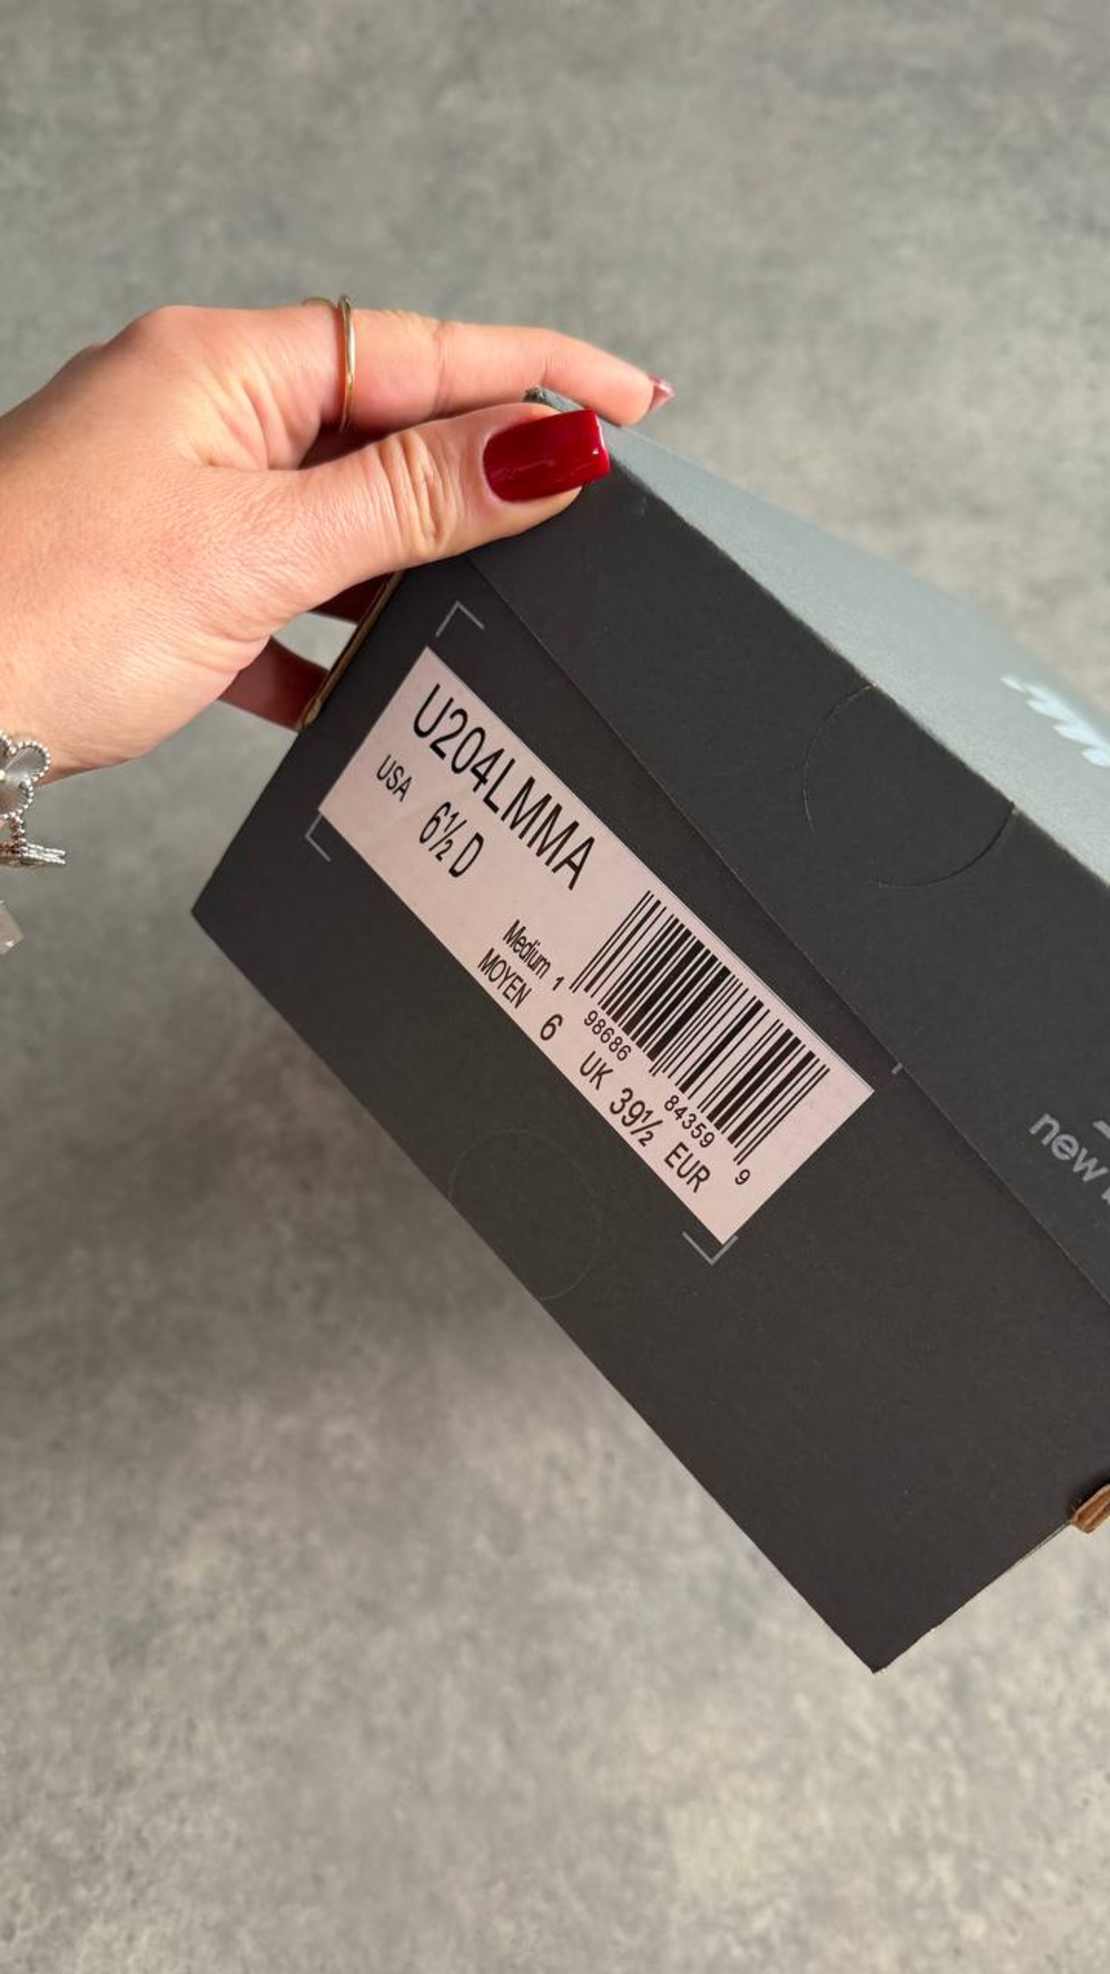 U204LMMA
USA 6½ D
Medium
MOYEN
1 98686 84359 9
6 UK 39½ EUR
new